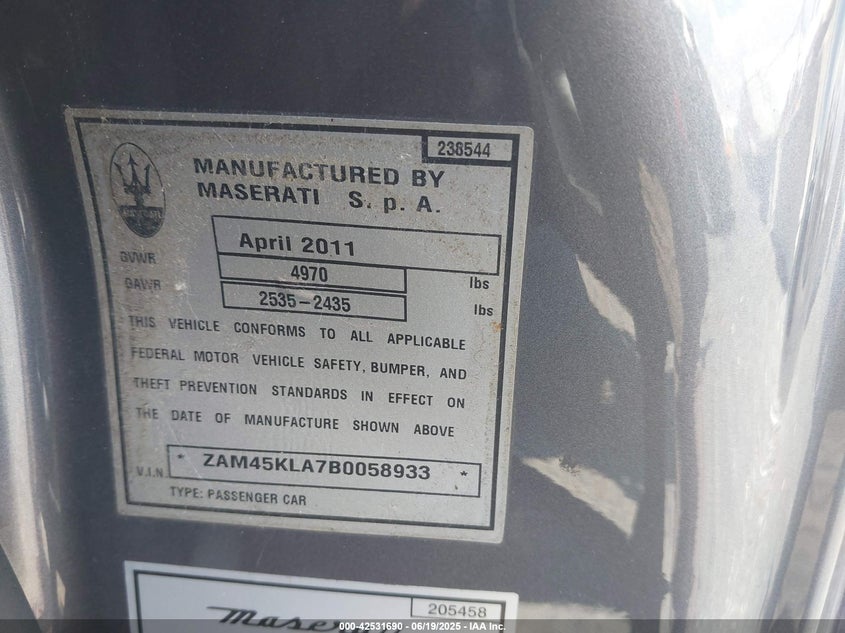 238544
MANUFACTURED BY
MASERATI S. p. A.
April 2011
GVWR 4970 lbs
GAWR 2535-2435 lbs
THIS VEHICLE CONFORMS TO ALL APPLICABLE
FEDERAL MOTOR VEHICLE SAFETY, BUMPER, AND
THEFT PREVENTION STANDARDS IN EFFECT ON
THE DATE OF MANUFACTURE SHOWN ABOVE
V.I.N. * ZAM45KLA7B0058933 *
TYPE: PASSENGER CAR
205458
Maserati
000-42531690 - 06/19/2025 - IAA Inc.